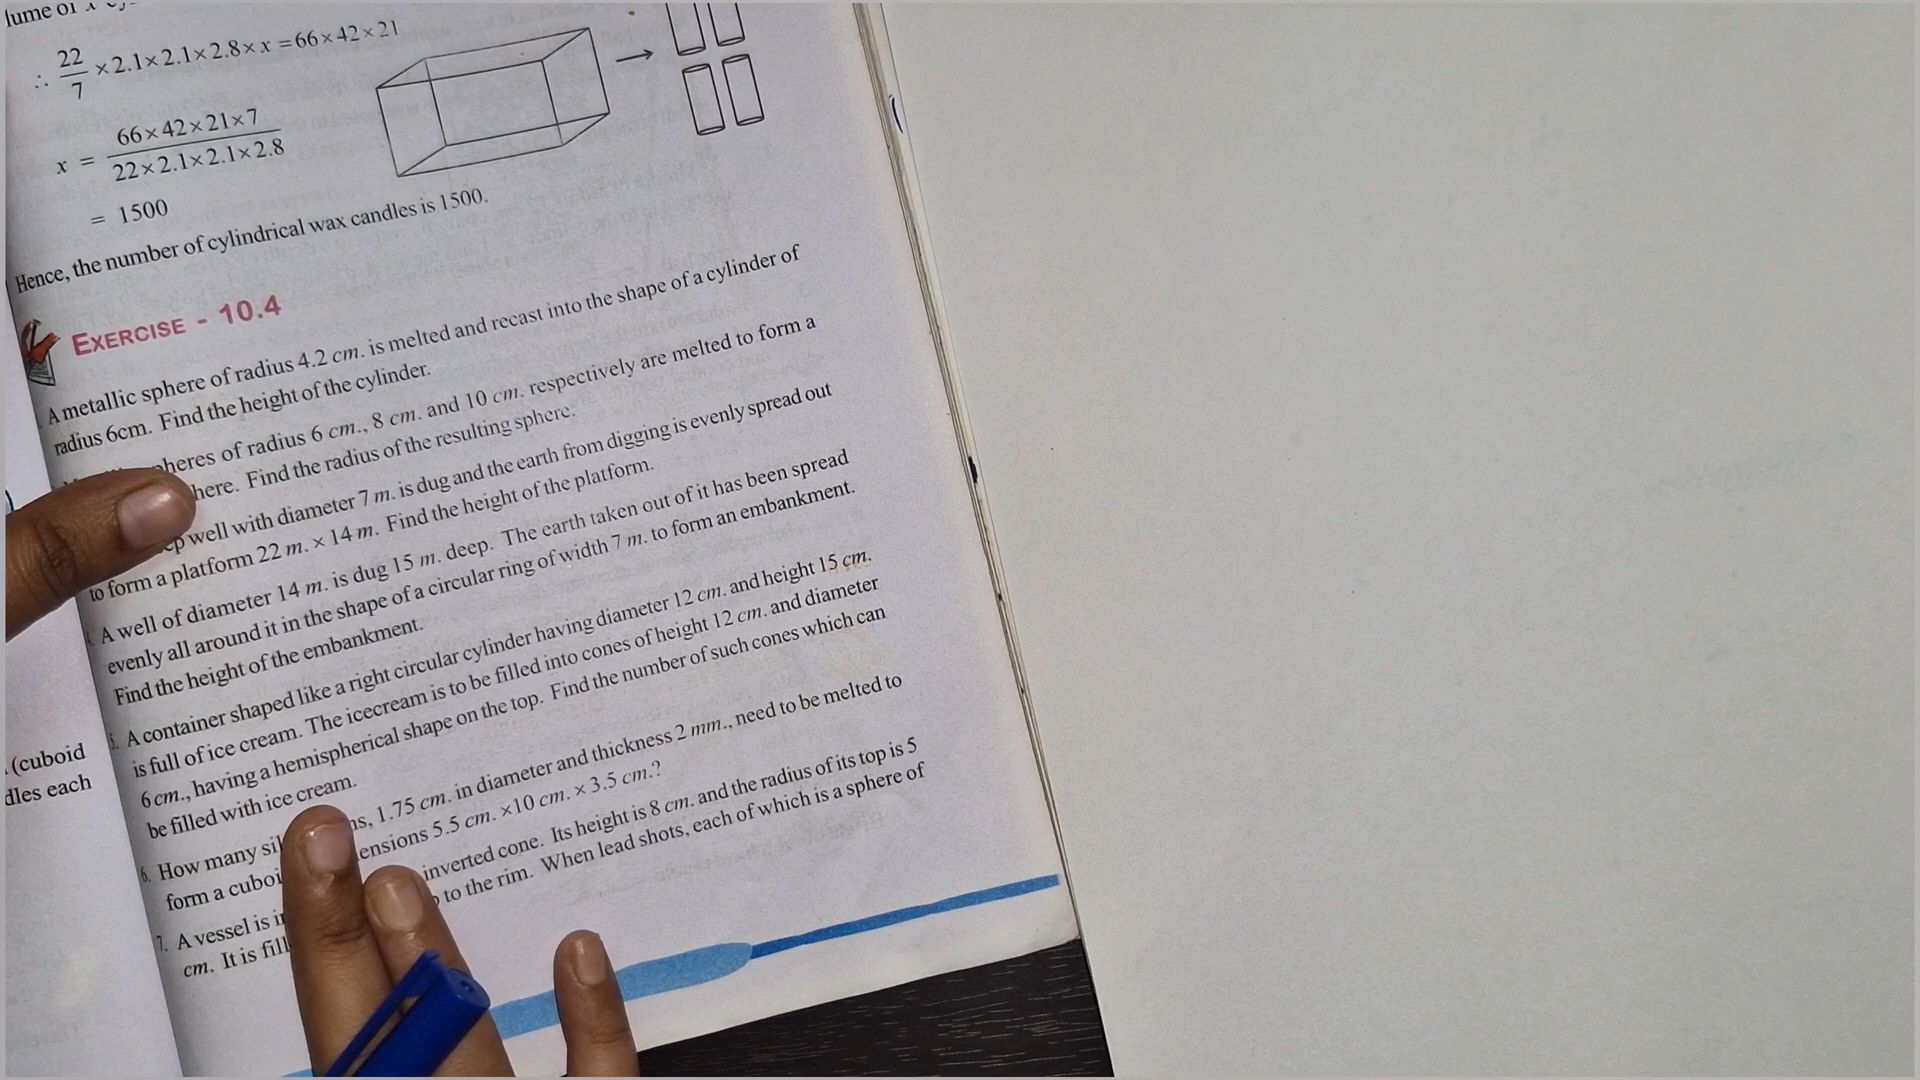 lume of x
∴ 22/7 ×2.1×2.1×2.8×x =66×42×21
x = 66×42×21×7 / 22×2.1×2.1×2.8
= 1500
Hence, the number of cylindrical wax candles is 1500.
EXERCISE - 10.4
A metallic sphere of radius 4.2 cm. is melted and recast into the shape of a cylinder of
radius 6cm. Find the height of the cylinder.
spheres of radius 6 cm., 8 cm. and 10 cm. respectively are melted to form a
here. Find the radius of the resulting sphere.
ep well with diameter 7 m. is dug and the earth from digging is evenly spread out
to form a platform 22 m. × 14 m. Find the height of the platform.
A well of diameter 14 m. is dug 15 m. deep. The earth taken out of it has been spread
evenly all around it in the shape of a circular ring of width 7 m. to form an embankment.
Find the height of the embankment.
5. A container shaped like a right circular cylinder having diameter 12 cm. and height 15 cm.
is full of ice cream. The icecream is to be filled into cones of height 12 cm. and diameter
6 cm., having a hemispherical shape on the top. Find the number of such cones which can
be filled with ice cream.
6. How many sil ns, 1.75 cm. in diameter and thickness 2 mm., need to be melted to
form a cuboi ensions 5.5 cm. ×10 cm. × 3.5 cm.?
7. A vessel is in inverted cone. Its height is 8 cm. and the radius of its top is 5
cm. It is fill to the rim. When lead shots, each of which is a sphere of
(cuboid
dles each